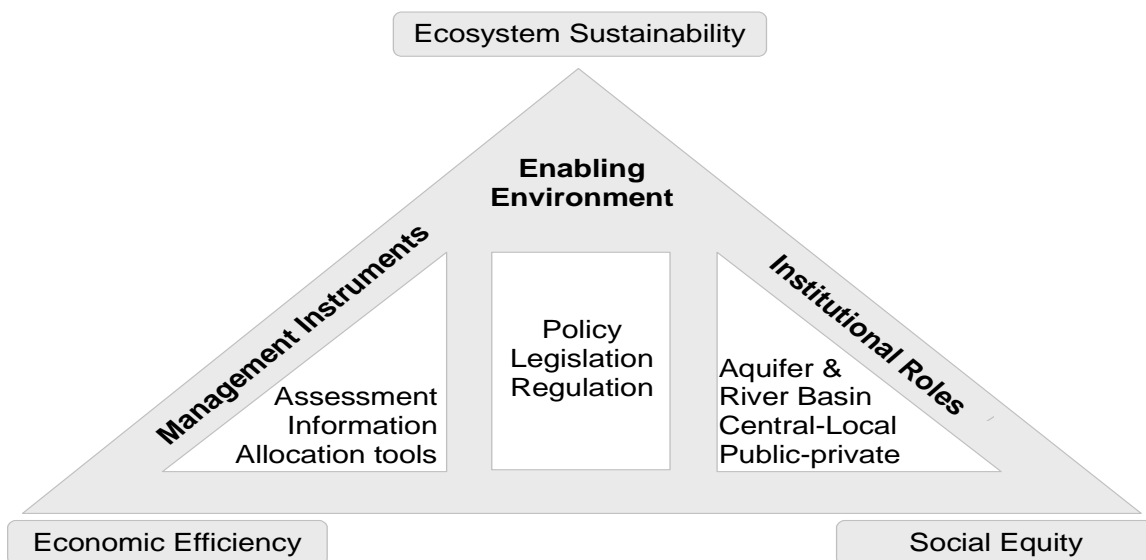 Ecosystem Sustainability
Enabling
Environment
Management Instruments
Institutional Roles
Policy
Legislation
Regulation
Assessment
Information
Allocation tools
Aquifer &
River Basin
Central-Local
Public-private
Economic Efficiency
Social Equity